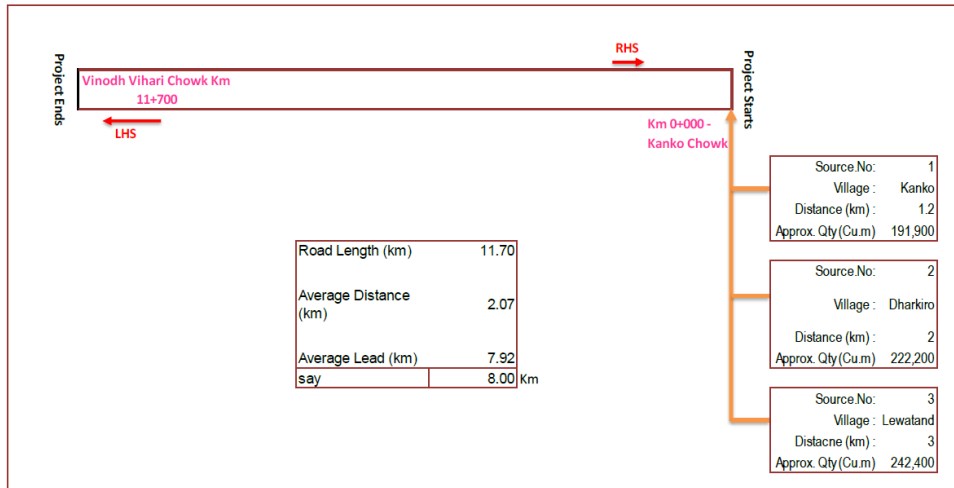 RHS
Project Ends
Vinodh Vihari Chowk Km
11+700
Project Starts
LHS
Km 0+000 -
Kanko Chowk
Source.No: 1
Village : Kanko
Distance (km) : 1.2
Approx. Qty(Cu.m) 191,900
Road Length (km) 11.70
Average Distance
(km) 2.07
Average Lead (km) 7.92
say 8.00 Km
Source.No: 2
Village : Dharkiro
Distance (km) : 2
Approx. Qty(Cu.m) 222,200
Source.No: 3
Village : Lewatand
Distacne (km) : 3
Approx. Qty(Cu.m) 242,400